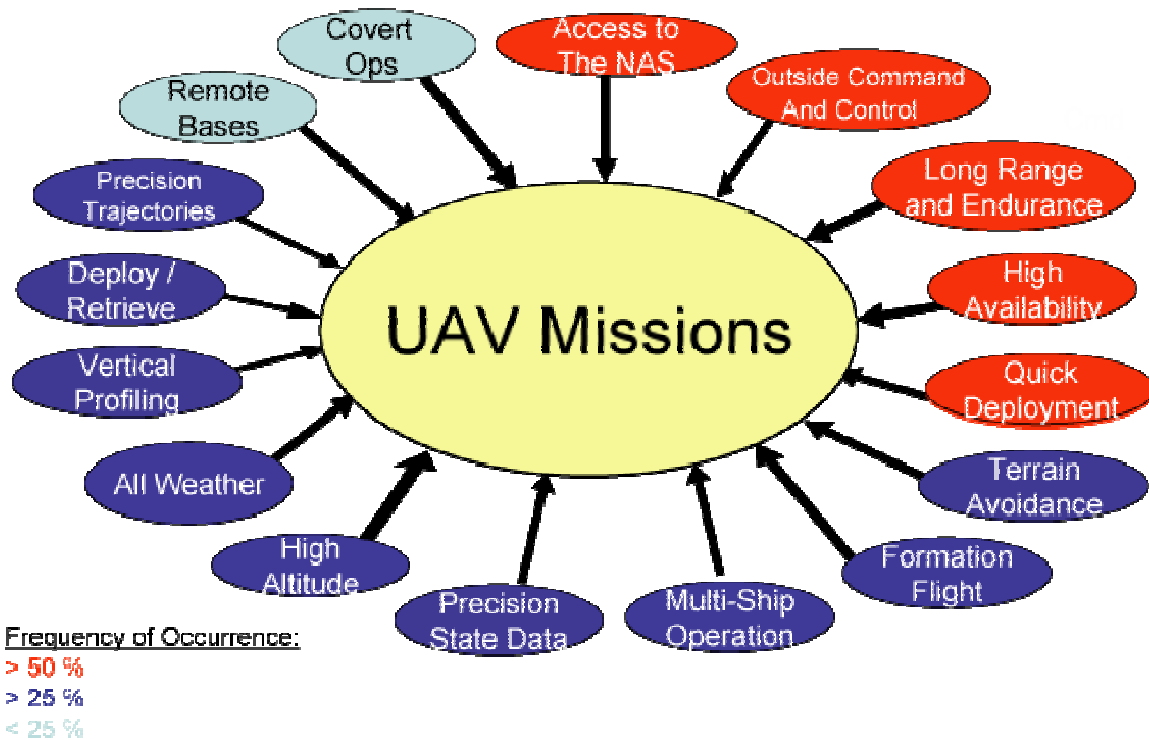 Covert
Ops
Access to
The NAS
Outside Command
And Control
Long Range
and Endurance
High
Availability
Quick
Deployment
Terrain
Avoidance
Formation
Flight
Multi-Ship
Operation
Precision
State Data
High
Altitude
All Weather
Vertical
Profiling
Deploy /
Retrieve
Precision
Trajectories
Remote
Bases
UAV Missions
Frequency of Occurrence:
> 50 %
> 25 %
< 25 %